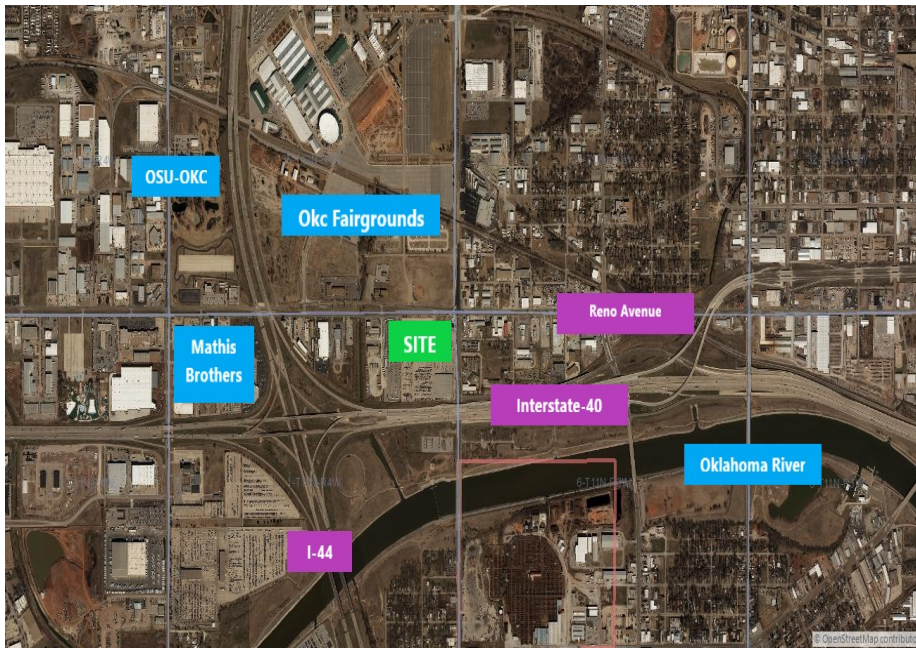 OSU-OKC
Okc Fairgrounds
Reno Avenue
Mathis
Brothers
SITE
Interstate-40
Oklahoma River
I-44
© OpenStreetMap contributo